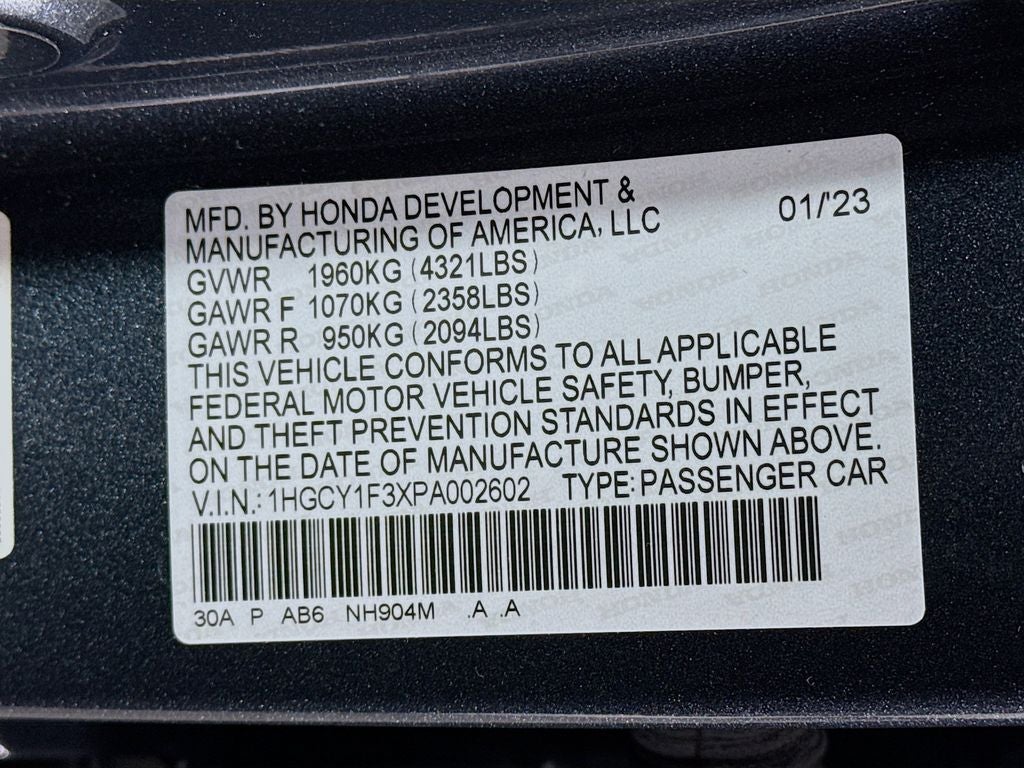 MFD. BY HONDA DEVELOPMENT &
MANUFACTURING OF AMERICA, LLC 01/'23
GVWR 1960KG (4321LBS)
GAWR F 1070KG (2358LBS)
GAWR R 950KG (2094LBS)
THIS VEHICLE CONFORMS TO ALL APPLICABLE
FEDERAL MOTOR VEHICLE SAFETY, BUMPER,
AND THEFT PREVENTION STANDARDS IN EFFECT
ON THE DATE OF MANUFACTURE SHOWN ABOVE.
V.I.N.: 1HGCY1F3XPA002602 TYPE: PASSENGER CAR
30A P AB6 NH904M .A .A